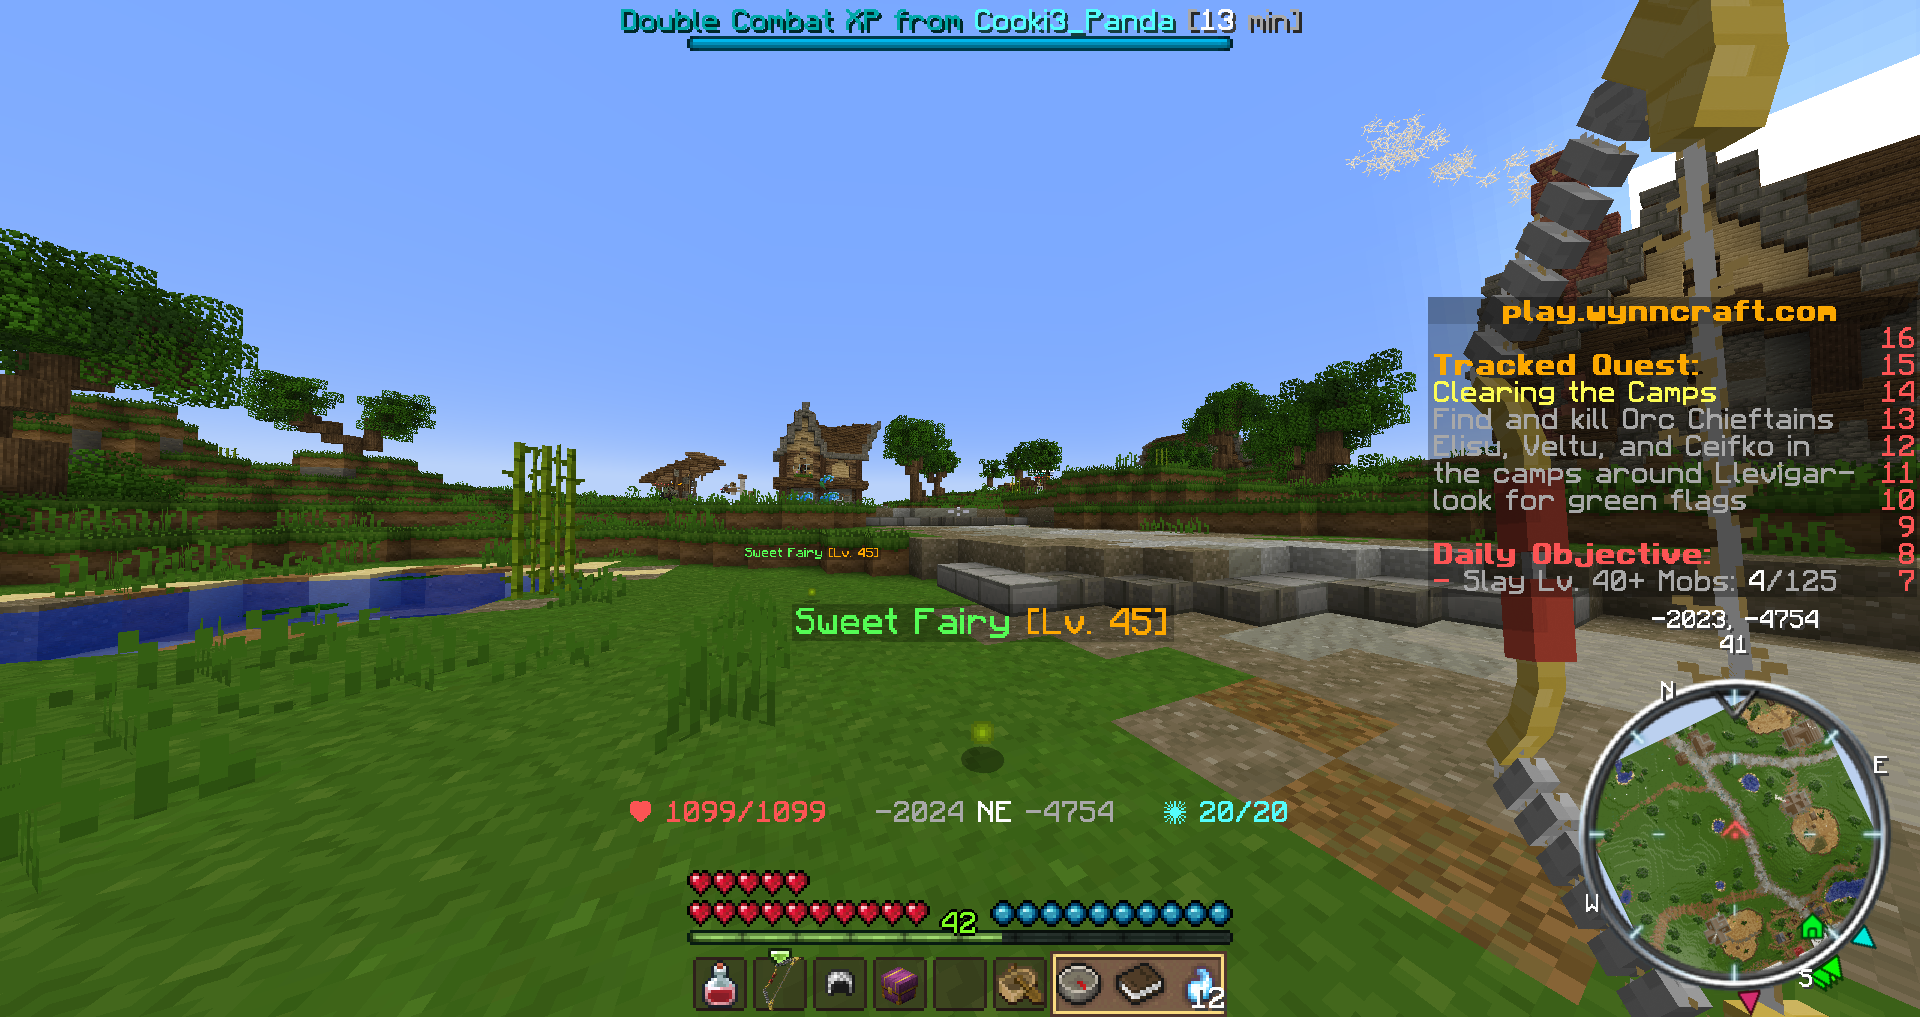 Double Combat XP from Cooki3_Panda [13 min]
play.wynncraft.com
16
Tracked Quest: 15
Clearing the Camps 14
Find and kill Orc Chieftains 13
Elisu, Veltu, and Ceifko in 12
the camps around Llevigar- 11
look for green flags 10
9
Daily Objective: 8
- Slay Lv. 40+ Mobs: 4/125 7
Sweet Fairy [Lv. 45]
Sweet Fairy [Lv. 45]
-2023, -4754
41
N
E
W
S
1099/1099 -2024 NE -4754 20/20
42
12